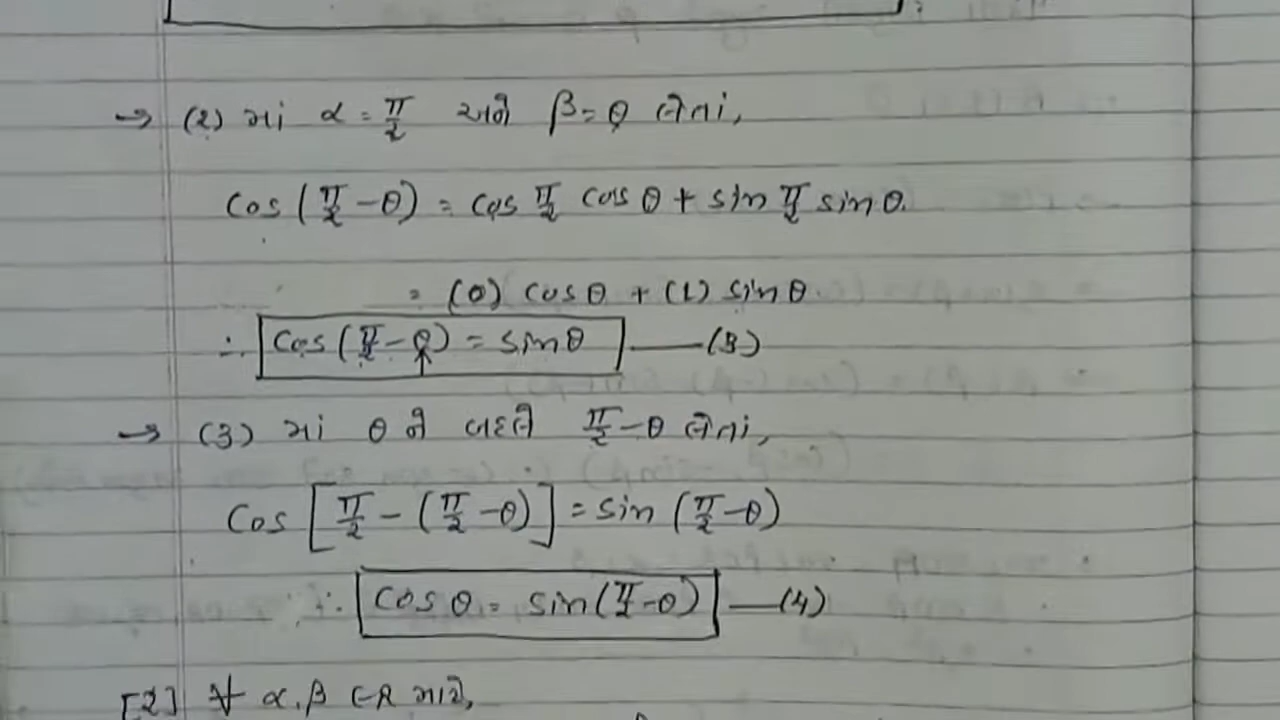 → (2) માં α = π/2 અને β = θ લેતાં,
cos (π/2 - θ) = cos π/2 cos θ + sin π/2 sin θ.
= (0) cos θ + (1) sin θ
∴ cos (π/2 - θ) = sin θ —— (3)
→ (3) માં θ ને બદલે π/2 - θ લેતાં,
cos [π/2 - (π/2 - θ)] = sin (π/2 - θ)
∴ cos θ = sin (π/2 - θ) —— (4)
[2] ∀ α, β ∈ R માટે,